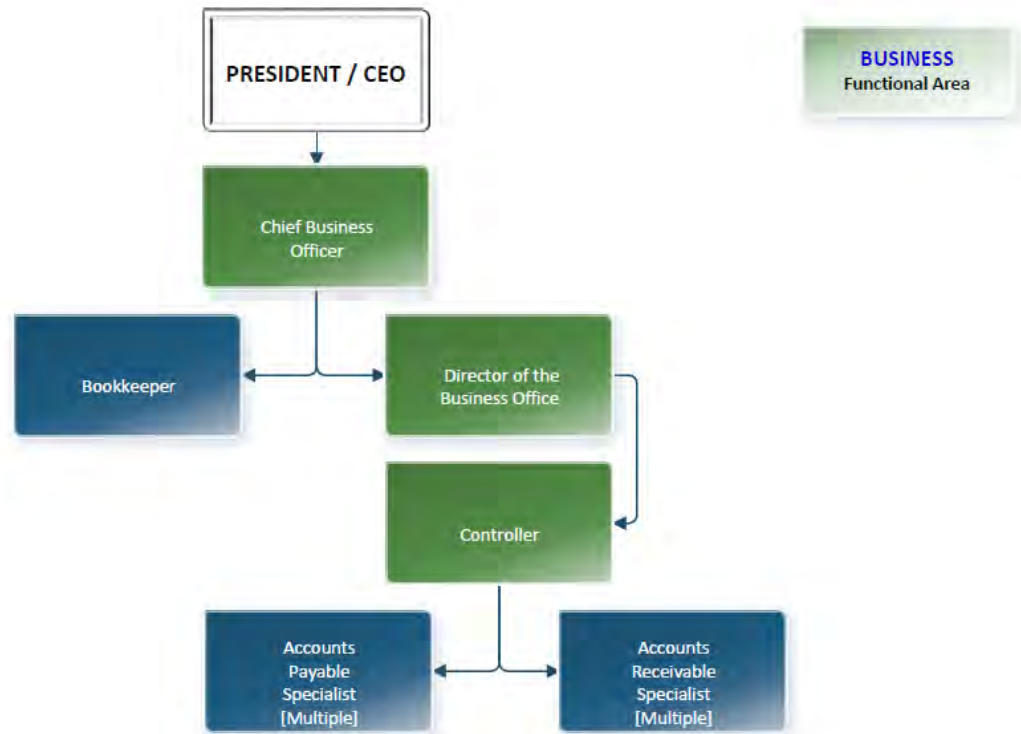 PRESIDENT / CEO
BUSINESS
Functional Area
Chief Business
Officer
Bookkeeper
Director of the
Business Office
Controller
Accounts
Payable
Specialist
[Multiple]
Accounts
Receivable
Specialist
[Multiple]